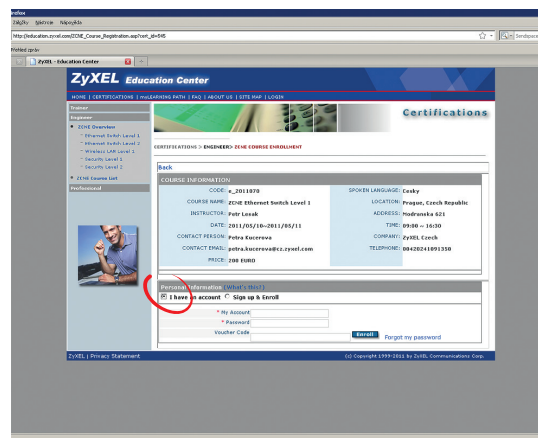 irefox
Záložky Nástroje Nápověda
http://education.zyxel.com/ZCNE_Course_Registration.asp?cert_id=545
Sendspace
Přehled zpráv
ZyXEL - Education Center
ZyXEL Education Center
HOME | CERTIFICATIONS | myLEARNING PATH | FAQ | ABOUT US | SITE MAP | LOGIN
Trainer
Engineer
ZCNE Overview
Ethernet Switch Level 1
Ethernet Switch Level 2
Wireless LAN Level 1
Security Level 1
Security Level 2
ZCNE Course List
Professional
Certifications
CERTIFICATIONS > ENGINEER> ZCNE COURSE ENROLLMENT
Back
COURSE INFORMATION
CODE: e_2011078 SPOKEN LANGUAGE: Cesky
COURSE NAME: ZCNE Ethernet Switch Level 1 LOCATION: Prague, Czech Republic
INSTRUCTOR: Petr Lesak ADDRESS: Modranska 621
DATE: 2011/05/10~2011/05/11 TIME: 09:00 ~ 16:30
CONTACT PERSON: Petra Kucerova COMPANY: ZyXEL Czech
CONTACT EMAIL: petra.kucerova@cz.zyxel.com TELEPHONE: 00420241091350
PRICE: 200 EURO
Personal Information (What's this?)
I have an account Sign up & Enroll
* My Account
* Password
Voucher Code
Enroll Forgot my password
ZyXEL | Privacy Statement (c) Copyright 1999-2011 by ZyXEL Communications Corp.